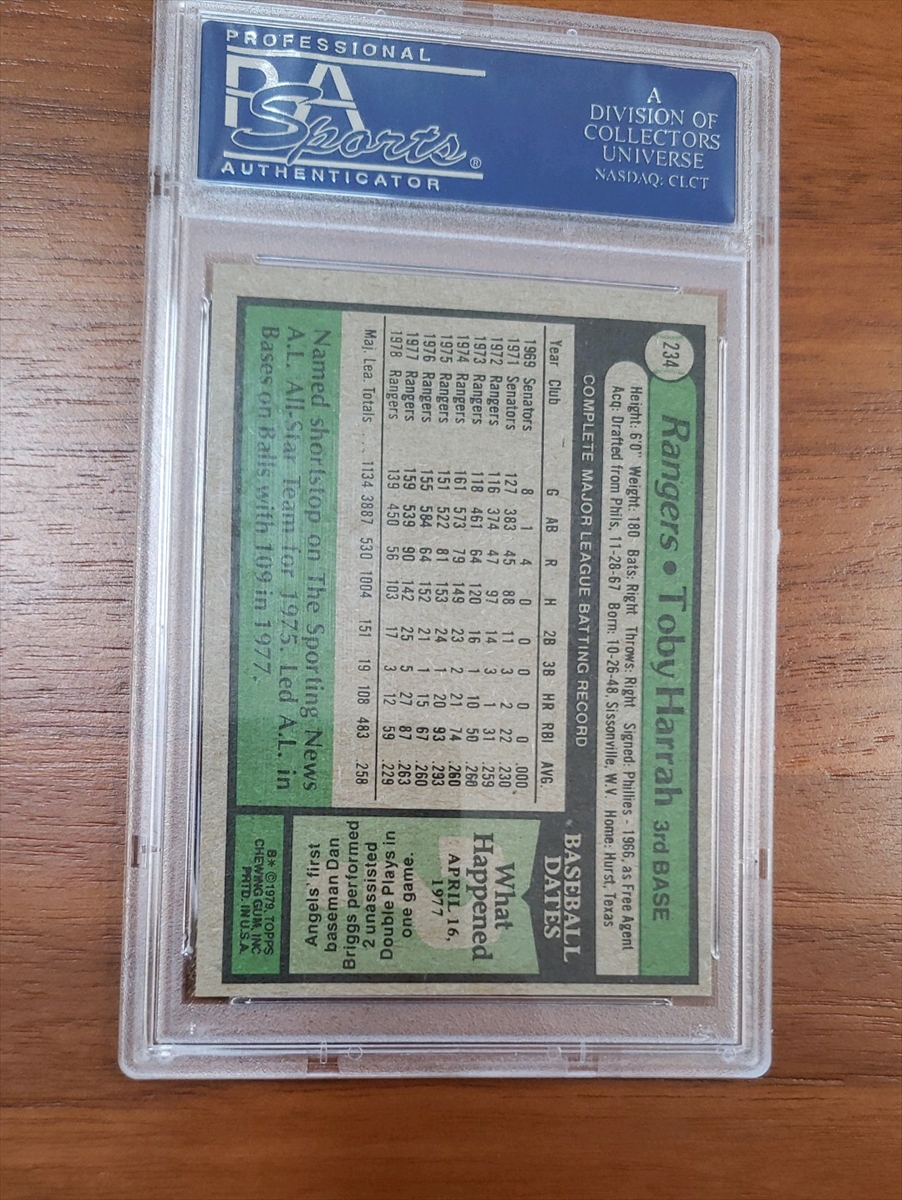 PROFESSIONAL
PSA
Sports®
AUTHENTICATOR
A
DIVISION OF
COLLECTORS
UNIVERSE
NASDAQ: CLCT
234
Rangers • Toby Harrah 3rd BASE
Height: 6'0" Weight: 180 Bats: Right Throws: Right Signed: Phillies - 1966, as Free Agent
Acq: Drafted from Phils, 11-28-67 Born: 10-26-48, Sissonville, W.V. Home: Hurst, Texas
COMPLETE MAJOR LEAGUE BATTING RECORD
Year Club G AB R H 2B 3B HR RBI AVG.
1969 Senators 8 1 4 0 0 0 0 0 .000
1971 Senators 127 383 45 88 11 3 2 22 .230
1972 Rangers 116 374 47 97 14 3 1 31 .259
1973 Rangers 118 461 64 120 16 1 10 50 .260
1974 Rangers 161 573 79 149 23 2 21 74 .260
1975 Rangers 151 522 81 153 24 1 20 93 .293
1976 Rangers 155 584 64 152 21 1 15 67 .260
1977 Rangers 159 539 90 142 25 5 27 87 .263
1978 Rangers 139 450 56 103 17 3 12 59 .229
Maj. Lea. Totals 1134 3887 530 1004 151 19 108 483 .258
Named shortstop on The Sporting News
A.L. All-Star Team for 1975. Led A.L. in
Bases on Balls with 109 in 1977.
BASEBALL
DATES
What
Happened
APRIL 16,
1977
Angels' first
baseman Dan
Briggs performed
2 unassisted
Double Plays in
one game.
B* ©1979, TOPPS
CHEWING GUM, INC
PRTD. IN U.S.A.